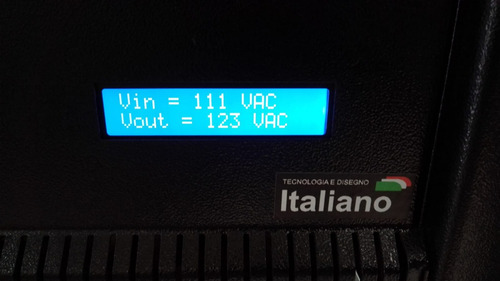 Vin = 111 VAC
Vout = 123 VAC
TECNOLOGIA E DISEGNO
Italiano